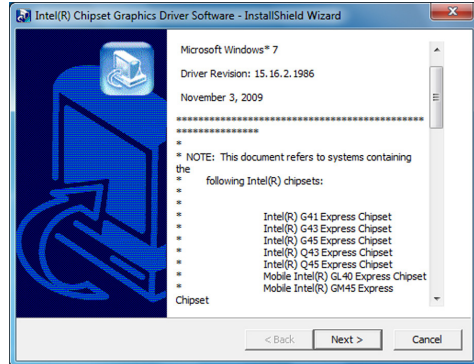 Intel(R) Chipset Graphics Driver Software - InstallShield Wizard
Microsoft Windows* 7
Driver Revision: 15.16.2.1986
November 3, 2009
********************************************
***************
*
* NOTE: This document refers to systems containing
the
* following Intel(R) chipsets:
*
*
* Intel(R) G41 Express Chipset
* Intel(R) G43 Express Chipset
* Intel(R) G45 Express Chipset
* Intel(R) Q43 Express Chipset
* Intel(R) Q45 Express Chipset
* Mobile Intel(R) GL40 Express Chipset
* Mobile Intel(R) GM45 Express
Chipset
< Back Next > Cancel